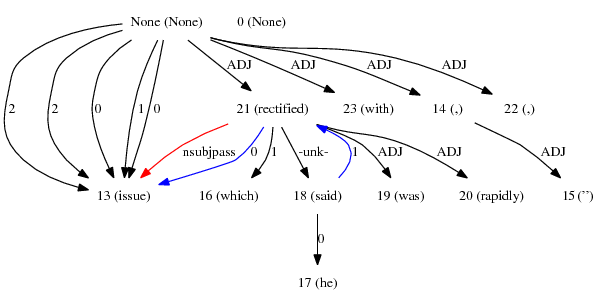 None (None) 0 (None)
ADJ ADJ ADJ ADJ
2 2 0 1 0 21 (rectified) 23 (with) 14 (,) 22 (,)
nsubjpass 0 1 -unk- 1 ADJ ADJ ADJ
13 (issue) 16 (which) 18 (said) 19 (was) 20 (rapidly) 15 ('')
0
17 (he)